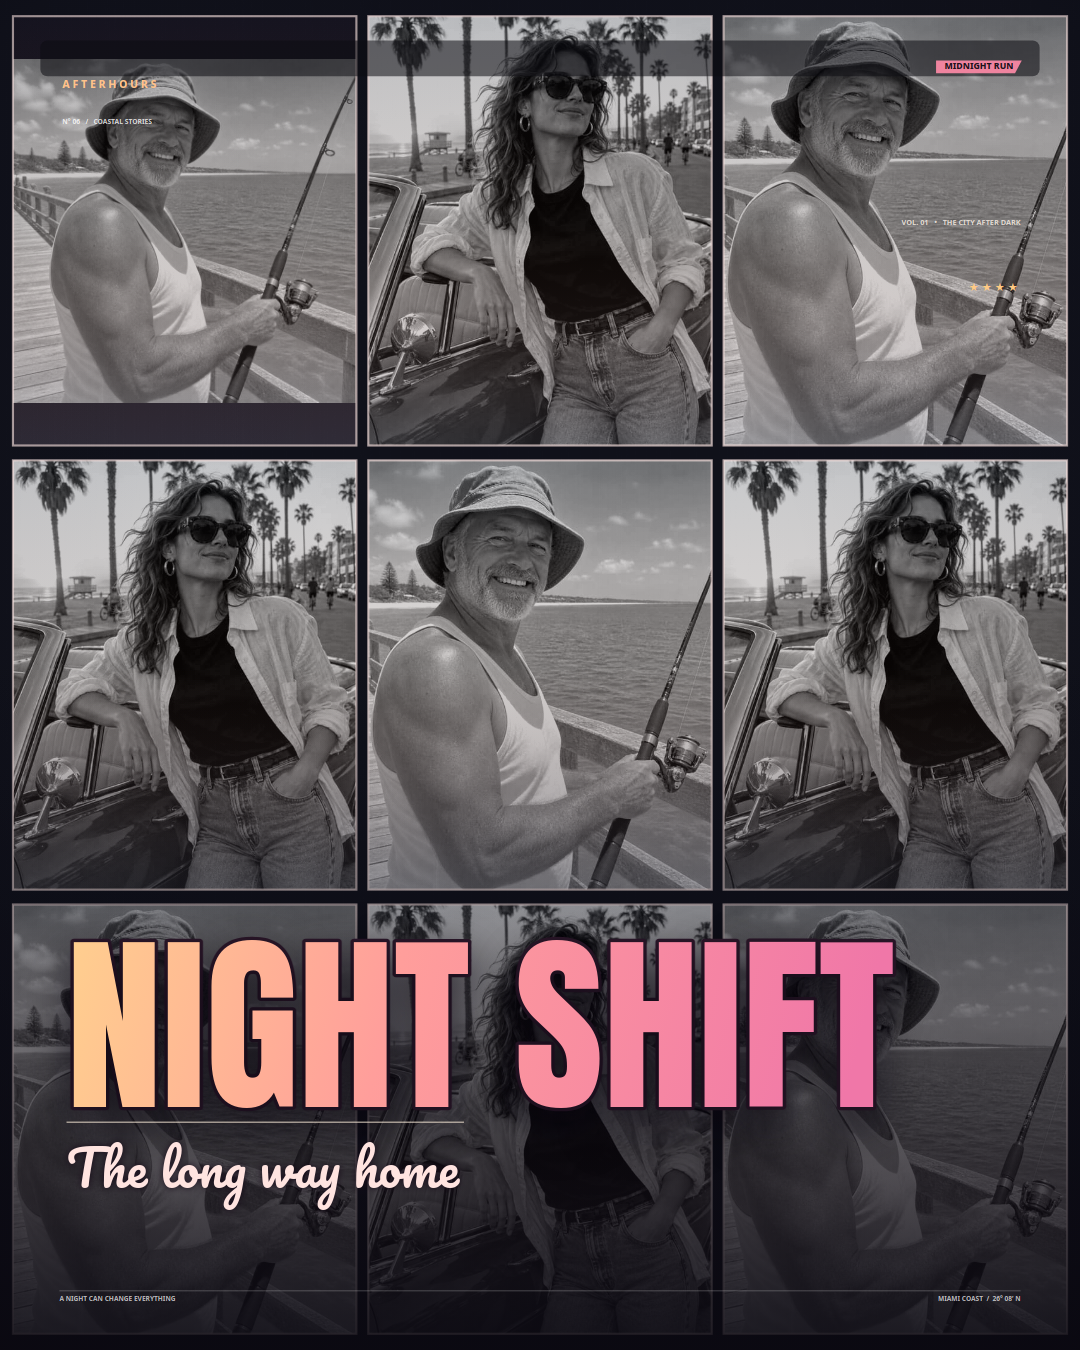 MIDNIGHT RUN
AFTERHOURS
Nº 06 / COASTAL STORIES
VOL. 01 • THE CITY AFTER DARK
★★★★
NIGHT SHIFT
The long way home
A NIGHT CAN CHANGE EVERYTHING
MIAMI COAST / 26° 08' N